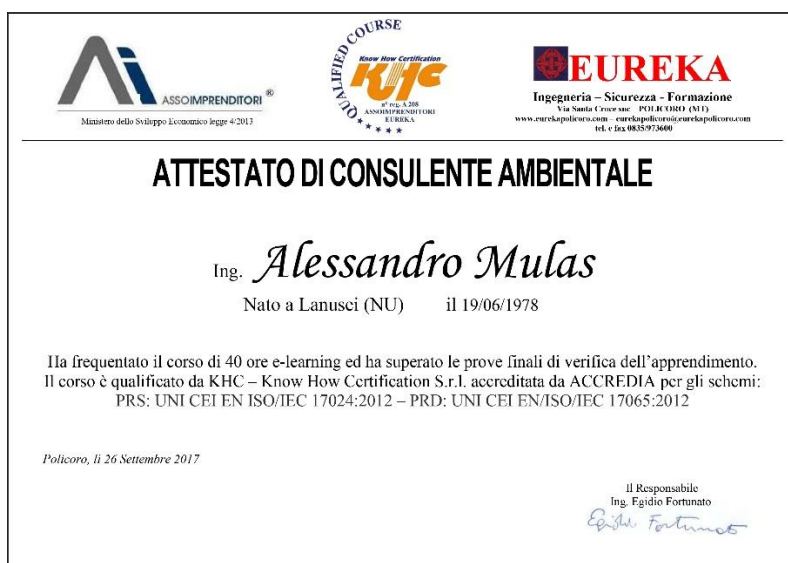 ASSOIMPRENDITORI ®
Ministero dello Sviluppo Economico legge 4/2013
QUALIFIED COURSE
Know How Certification
KHC
n° reg. A 208
ASSOIMPRENDITORI
EUREKA
EUREKA
Ingegneria – Sicurezza - Formazione
Via Santa Croce snc POLICORO (MT)
www.eurekapolicoro.com – eurekapolicoro@eurekapolicoro.com
tel. e fax 0835/973600
ATTESTATO DI CONSULENTE AMBIENTALE
Ing. Alessandro Mulas
Nato a Lanusei (NU) il 19/06/1978
Ha frequentato il corso di 40 ore e-learning ed ha superato le prove finali di verifica dell'apprendimento.
Il corso è qualificato da KHC – Know How Certification S.r.l. accreditata da ACCREDIA per gli schemi:
PRS: UNI CEI EN ISO/IEC 17024:2012 – PRD: UNI CEI EN/ISO/IEC 17065:2012
Policoro, lì 26 Settembre 2017
Il Responsabile
Ing. Egidio Fortunato
Egidio Fortunato